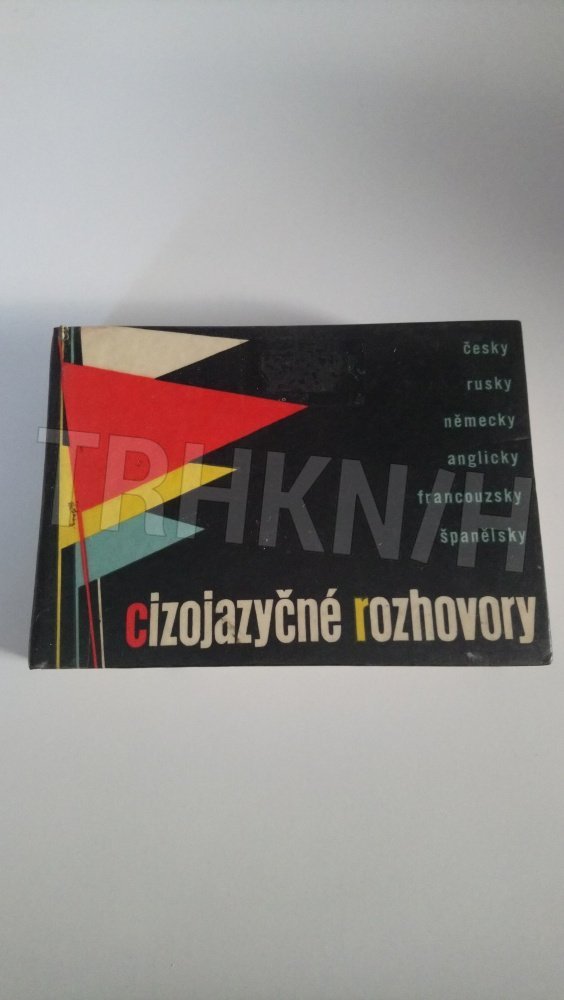 česky
rusky
německy
anglicky
francouzsky
španělsky
cizojazyčné rozhovory
TRHKNIH